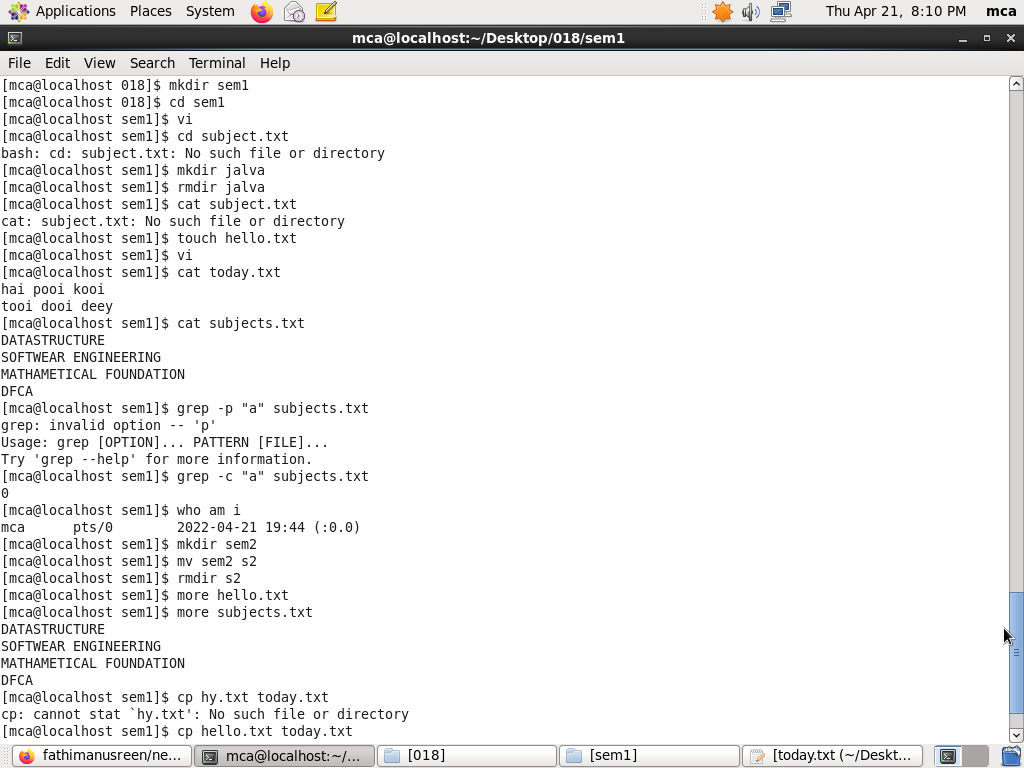 Applications Places System
Thu Apr 21, 8:10 PM mca
mca@localhost:~/Desktop/018/sem1
File Edit View Search Terminal Help
[mca@localhost 018]$ mkdir sem1
[mca@localhost 018]$ cd sem1
[mca@localhost sem1]$ vi
[mca@localhost sem1]$ cd subject.txt
bash: cd: subject.txt: No such file or directory
[mca@localhost sem1]$ mkdir jalva
[mca@localhost sem1]$ rmdir jalva
[mca@localhost sem1]$ cat subject.txt
cat: subject.txt: No such file or directory
[mca@localhost sem1]$ touch hello.txt
[mca@localhost sem1]$ vi
[mca@localhost sem1]$ cat today.txt
hai pooi kooi
tooi dooi deey
[mca@localhost sem1]$ cat subjects.txt
DATASTRUCTURE
SOFTWEAR ENGINEERING
MATHAMETICAL FOUNDATION
DFCA
[mca@localhost sem1]$ grep -p "a" subjects.txt
grep: invalid option -- 'p'
Usage: grep [OPTION]... PATTERN [FILE]...
Try 'grep --help' for more information.
[mca@localhost sem1]$ grep -c "a" subjects.txt
0
[mca@localhost sem1]$ who am i
mca      pts/0        2022-04-21 19:44 (:0.0)
[mca@localhost sem1]$ mkdir sem2
[mca@localhost sem1]$ mv sem2 s2
[mca@localhost sem1]$ rmdir s2
[mca@localhost sem1]$ more hello.txt
[mca@localhost sem1]$ more subjects.txt
DATASTRUCTURE
SOFTWEAR ENGINEERING
MATHAMETICAL FOUNDATION
DFCA
[mca@localhost sem1]$ cp hy.txt today.txt
cp: cannot stat `hy.txt': No such file or directory
[mca@localhost sem1]$ cp hello.txt today.txt
fathimanusreen/ne... mca@localhost:~/... [018] [sem1] [today.txt (~/Deskt...